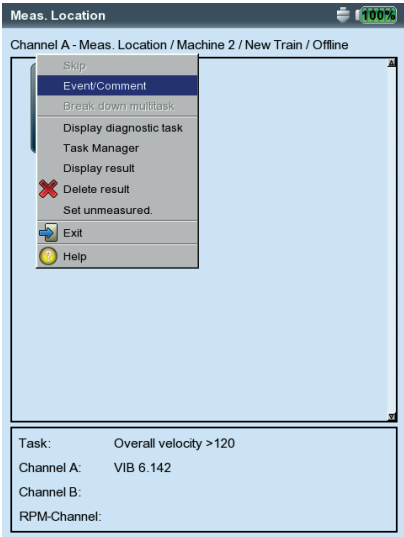 Meas. Location 100%
Channel A - Meas. Location / Machine 2 / New Train / Offline
Skip
Event/Comment
Break down multitask
Display diagnostic task
Task Manager
Display result
Delete result
Set unmeasured.
Exit
? Help
Task: Overall velocity >120
Channel A: VIB 6.142
Channel B:
RPM-Channel: